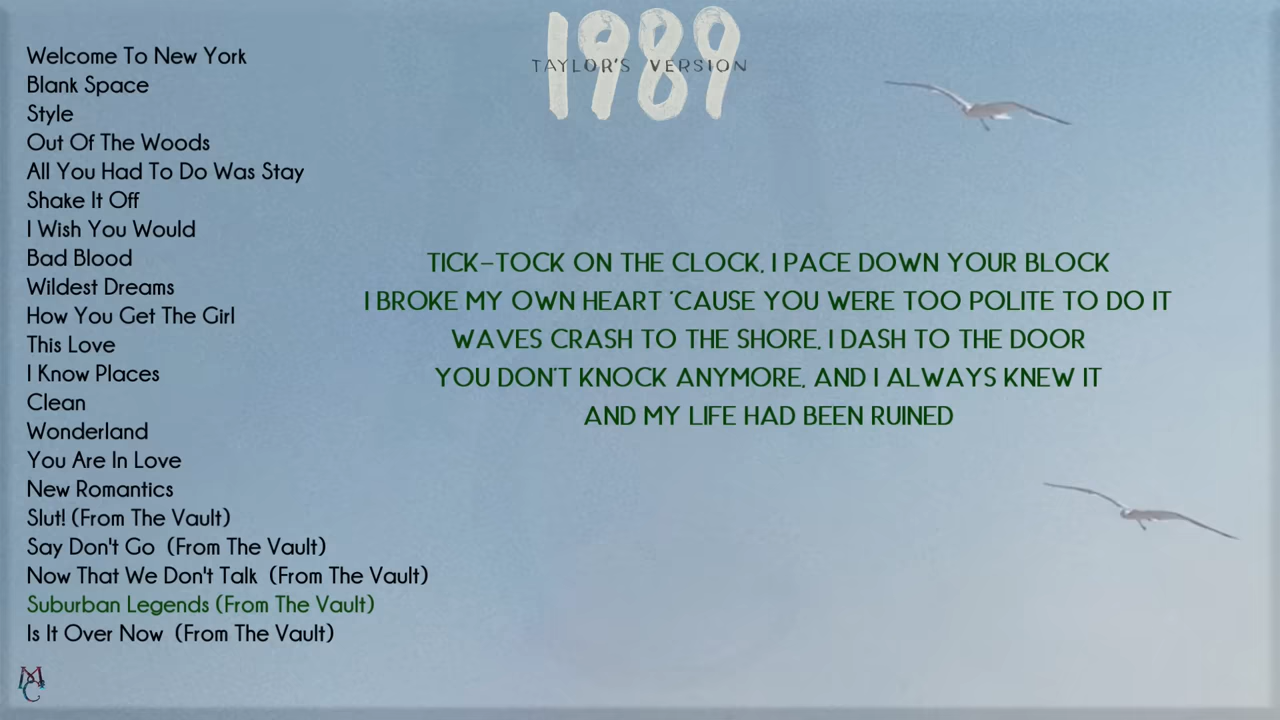 1989
TAYLOR'S VERSION
Welcome To New York
Blank Space
Style
Out Of The Woods
All You Had To Do Was Stay
Shake It Off
I Wish You Would
Bad Blood
Wildest Dreams
How You Get The Girl
This Love
I Know Places
Clean
Wonderland
You Are In Love
New Romantics
Slut! (From The Vault)
Say Don't Go (From The Vault)
Now That We Don't Talk (From The Vault)
Suburban Legends (From The Vault)
Is It Over Now (From The Vault)
TICK-TOCK ON THE CLOCK, I PACE DOWN YOUR BLOCK
I BROKE MY OWN HEART 'CAUSE YOU WERE TOO POLITE TO DO IT
WAVES CRASH TO THE SHORE, I DASH TO THE DOOR
YOU DON'T KNOCK ANYMORE, AND I ALWAYS KNEW IT
AND MY LIFE HAD BEEN RUINED
MC